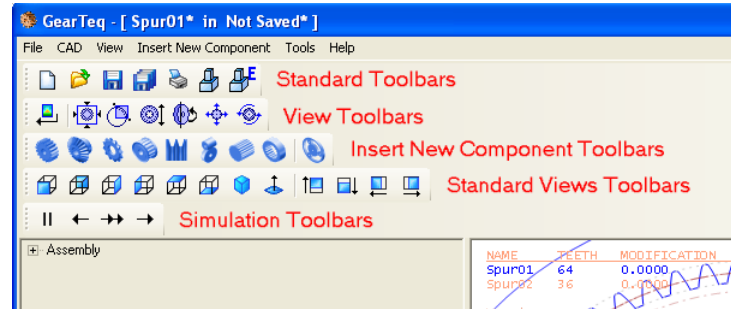 GearTeq - [ Spur01* in Not Saved* ]
File CAD View Insert New Component Tools Help
E Standard Toolbars
View Toolbars
Insert New Component Toolbars
Standard Views Toolbars
Simulation Toolbars
Assembly
NAME TEETH MODIFICATION
Spur01 64 0.0000
Spur02 36 0.0000